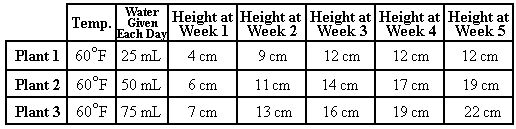 Temp. Water Given Each Day Height at Week 1 Height at Week 2 Height at Week 3 Height at Week 4 Height at Week 5
Plant 1 60°F 25 mL 4 cm 9 cm 12 cm 12 cm 12 cm
Plant 2 60°F 50 mL 6 cm 11 cm 14 cm 17 cm 19 cm
Plant 3 60°F 75 mL 7 cm 13 cm 16 cm 19 cm 22 cm